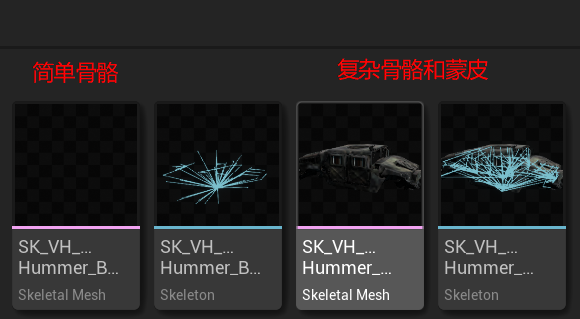 简单骨骼
复杂骨骼和蒙皮
SK_VH_...
Hummer_B...
Skeletal Mesh
SK_VH_...
Hummer_B...
Skeleton
SK_VH_...
Hummer_...
Skeletal Mesh
SK_VH_...
Hummer_...
Skeleton